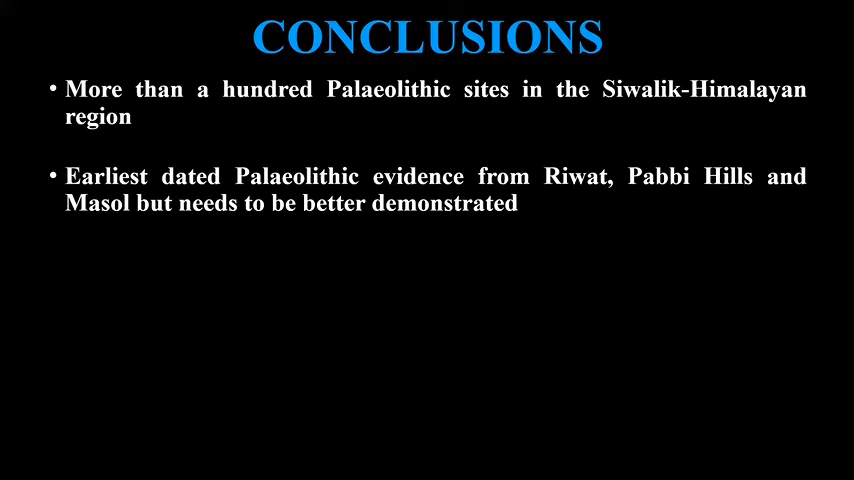 CONCLUSIONS
• More than a hundred Palaeolithic sites in the Siwalik-Himalayan
region
• Earliest dated Palaeolithic evidence from Riwat, Pabbi Hills and
Masol but needs to be better demonstrated